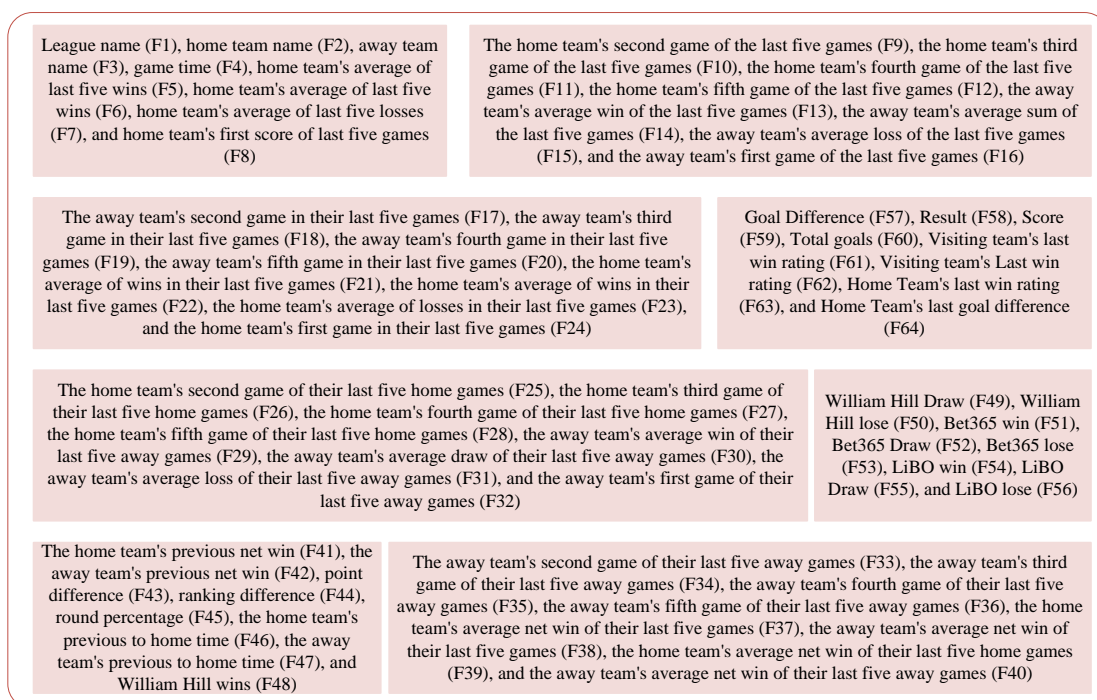 League name (F1), home team name (F2), away team
name (F3), game time (F4), home team's average of
last five wins (F5), home team's average of last five
wins (F6), home team's average of last five losses
(F7), and home team's first score of last five games
(F8)
The home team's second game of the last five games (F9), the home team's third
game of the last five games (F10), the home team's fourth game of the last five
games (F11), the home team's fifth game of the last five games (F12), the away
team's average win of the last five games (F13), the away team's average sum of
the last five games (F14), the away team's average loss of the last five games
(F15), and the away team's first game of the last five games (F16)
The away team's second game in their last five games (F17), the away team's third
game in their last five games (F18), the away team's fourth game in their last five
games (F19), the away team's fifth game in their last five games (F20), the home team's
average of wins in their last five games (F21), the home team's average of wins in their
last five games (F22), the home team's average of losses in their last five games (F23),
and the home team's first game in their last five games (F24)
Goal Difference (F57), Result (F58), Score
(F59), Total goals (F60), Visiting team's last
win rating (F61), Visiting team's Last win
rating (F62), Home Team's last win rating
(F63), and Home Team's last goal difference
(F64)
The home team's second game of their last five home games (F25), the home team's third game of
their last five home games (F26), the home team's fourth game of their last five home games (F27),
the home team's fifth game of their last five home games (F28), the away team's average win of their
last five away games (F29), the away team's average draw of their last five away games (F30), the
away team's average loss of their last five away games (F31), and the away team's first game of their
last five away games (F32)
William Hill Draw (F49), William
Hill lose (F50), Bet365 win (F51),
Bet365 Draw (F52), Bet365 lose
(F53), LiBO win (F54), LiBO
Draw (F55), and LiBO lose (F56)
The home team's previous net win (F41), the
away team's previous net win (F42), point
difference (F43), ranking difference (F44),
round percentage (F45), the home team's
previous to home time (F46), the away
team's previous to home time (F47), and
William Hill wins (F48)
The away team's second game of their last five away games (F33), the away team's third
game of their last five away games (F34), the away team's fourth game of their last five
away games (F35), the away team's fifth game of their last five away games (F36), the home
team's average net win of their last five games (F37), the away team's average net win of
their last five games (F38), the home team's average net win of their last five home games
(F39), and the away team's average net win of their last five away games (F40)